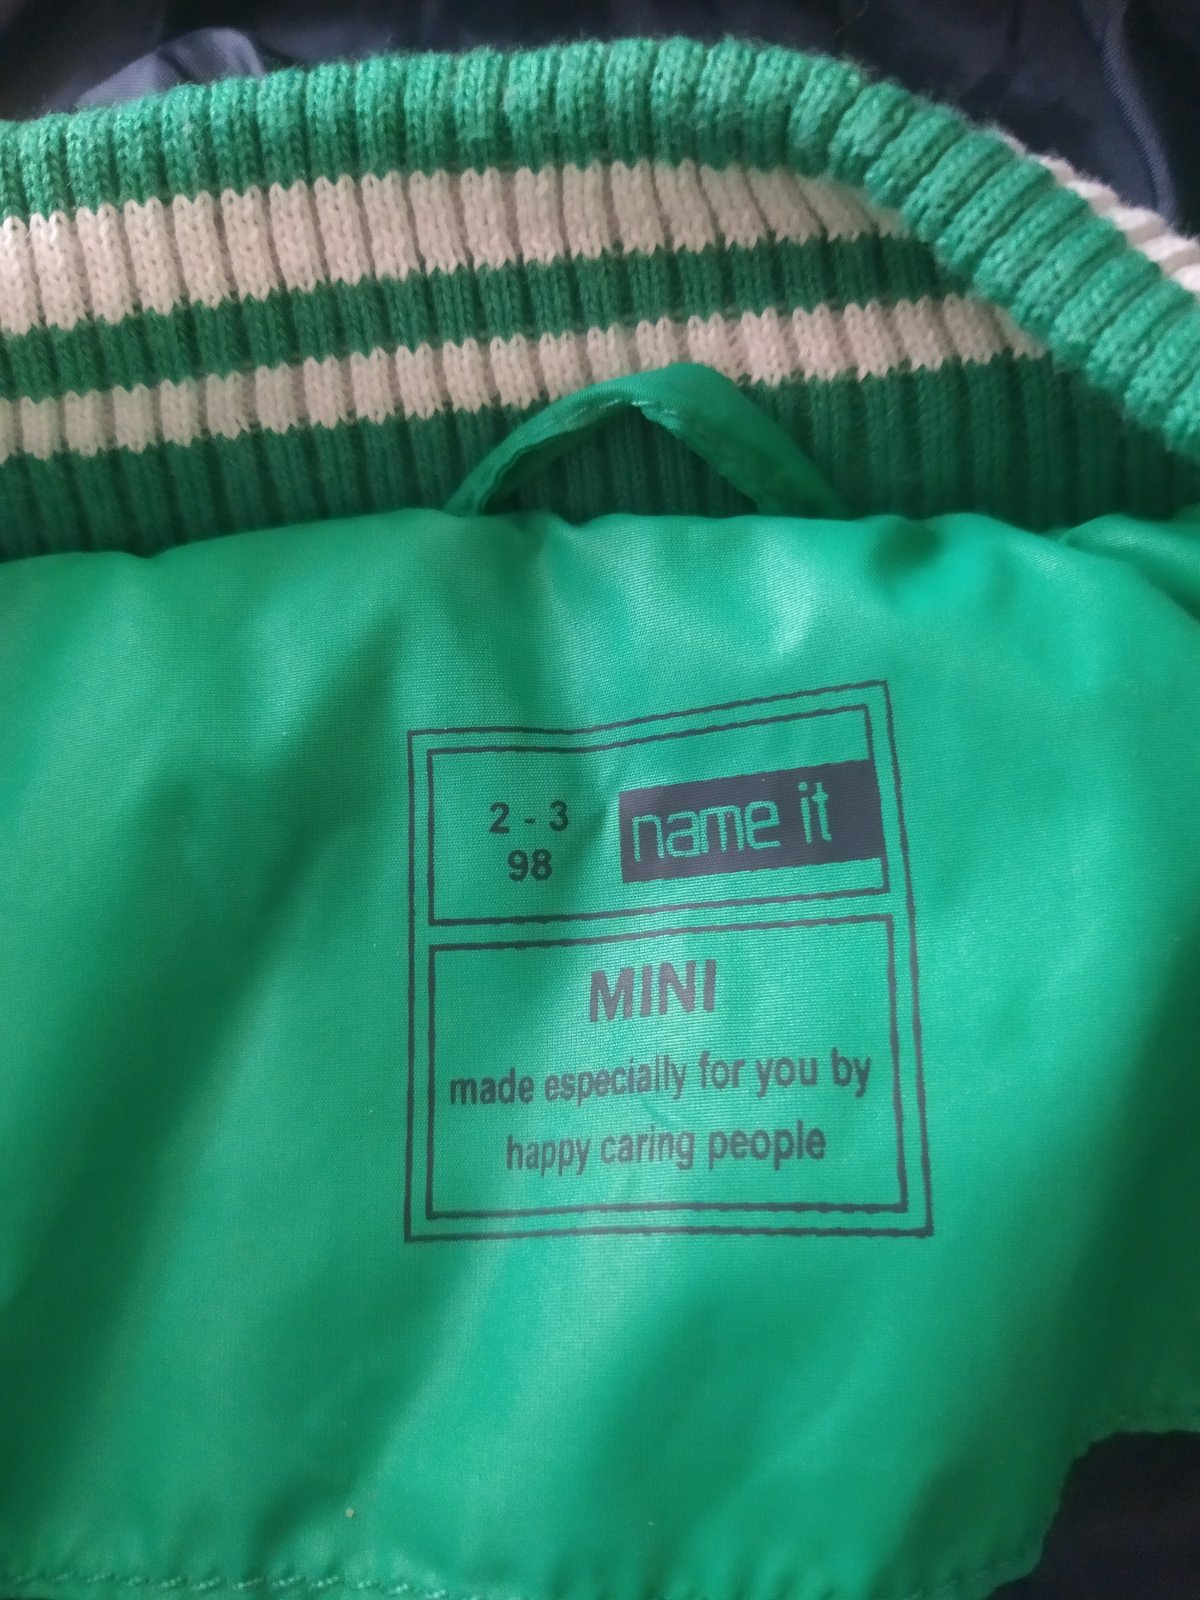 2 - 3
98
name it
MINI
made especially for you by
happy caring people